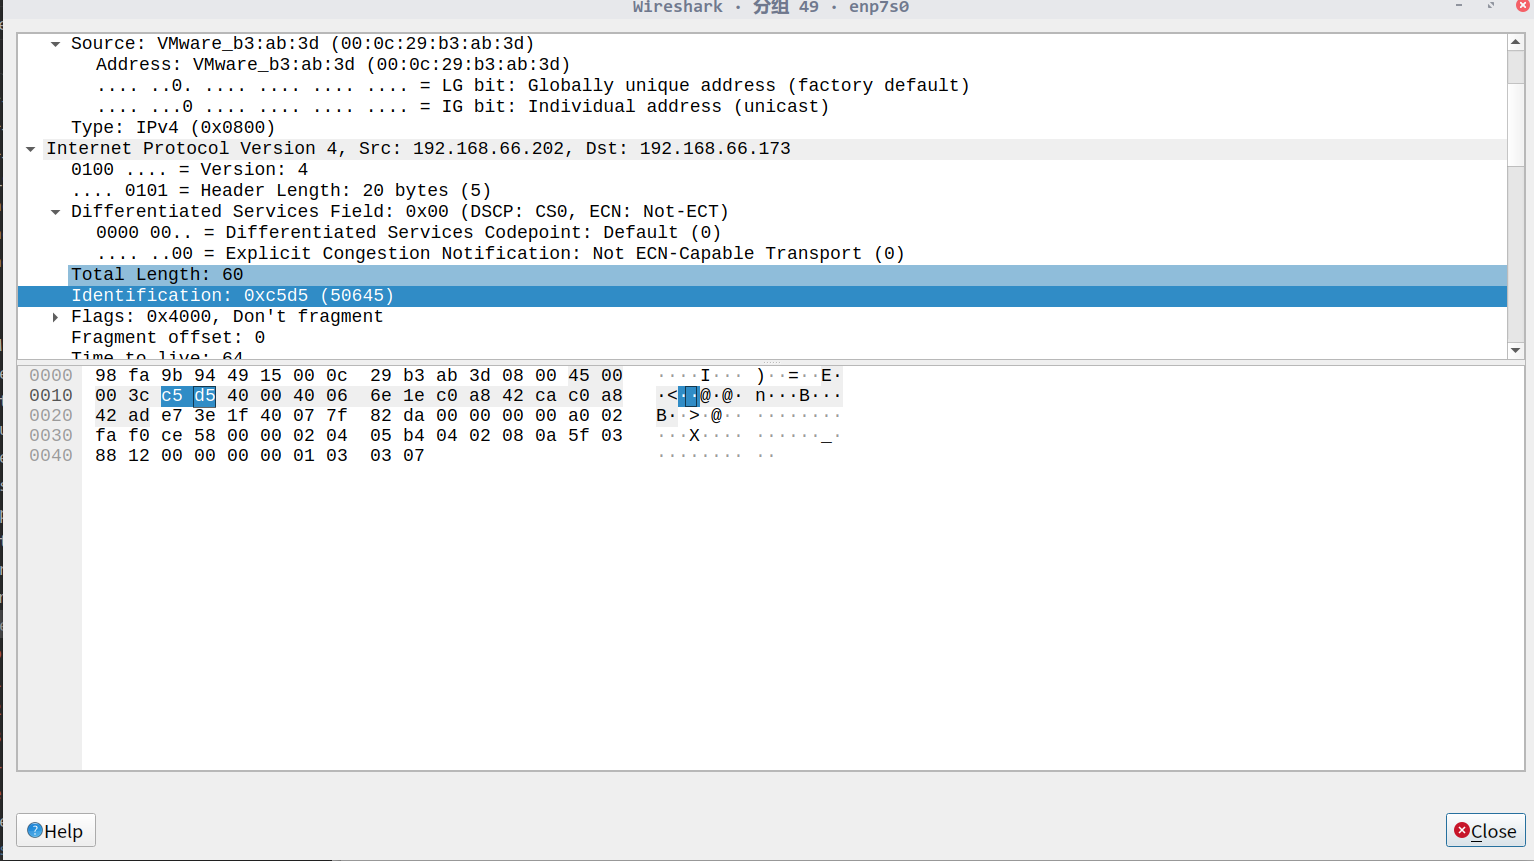 Wireshark · 分组 49 · enp7s0
Source: VMware_b3:ab:3d (00:0c:29:b3:ab:3d)
Address: VMware_b3:ab:3d (00:0c:29:b3:ab:3d)
.... ..0. .... .... .... .... = LG bit: Globally unique address (factory default)
.... ...0 .... .... .... .... = IG bit: Individual address (unicast)
Type: IPv4 (0x0800)
Internet Protocol Version 4, Src: 192.168.66.202, Dst: 192.168.66.173
0100 .... = Version: 4
.... 0101 = Header Length: 20 bytes (5)
Differentiated Services Field: 0x00 (DSCP: CS0, ECN: Not-ECT)
0000 00.. = Differentiated Services Codepoint: Default (0)
.... ..00 = Explicit Congestion Notification: Not ECN-Capable Transport (0)
Total Length: 60
Identification: 0xc5d5 (50645)
Flags: 0x4000, Don't fragment
Fragment offset: 0
Time to live: 64
0000 98 fa 9b 94 49 15 00 0c 29 b3 ab 3d 08 00 45 00 ····I··· )··=··E·
0010 00 3c c5 d5 40 00 40 06 6e 1e c0 a8 42 ca c0 a8 ·<··@·@· n···B···
0020 42 ad e7 3e 1f 40 07 7f 82 da 00 00 00 00 a0 02 B··>·@·· ········
0030 fa f0 ce 58 00 00 02 04 05 b4 04 02 08 0a 5f 03 ···X···· ······_·
0040 88 12 00 00 00 00 01 03 03 07 ········ ··
Help
Close